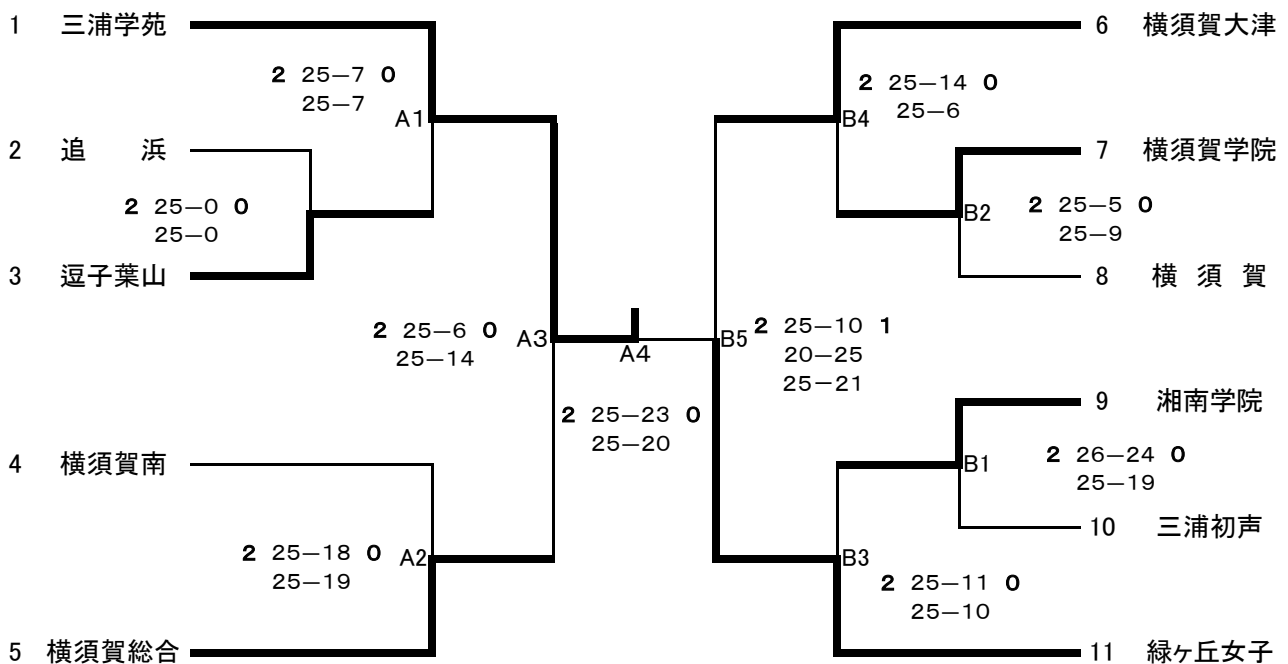 1 三浦学苑
6 横須賀大津
2 25－7 0
25－7
A1
2 25－14 0
25－6
B4
2 追　　浜
7 横須賀学院
2 25－0 0
25－0
B2
2 25－5 0
25－9
3 逗子葉山
8 横 須 賀
2 25－6 0
25－14
A3
A4
B5
2 25－10 1
20－25
25－21
2 25－23 0
25－20
9 湘南学院
4 横須賀南
B1
2 26－24 0
25－19
10 三浦初声
2 25－18 0
25－19
A2
B3
2 25－11 0
25－10
5 横須賀総合
11 緑ヶ丘女子